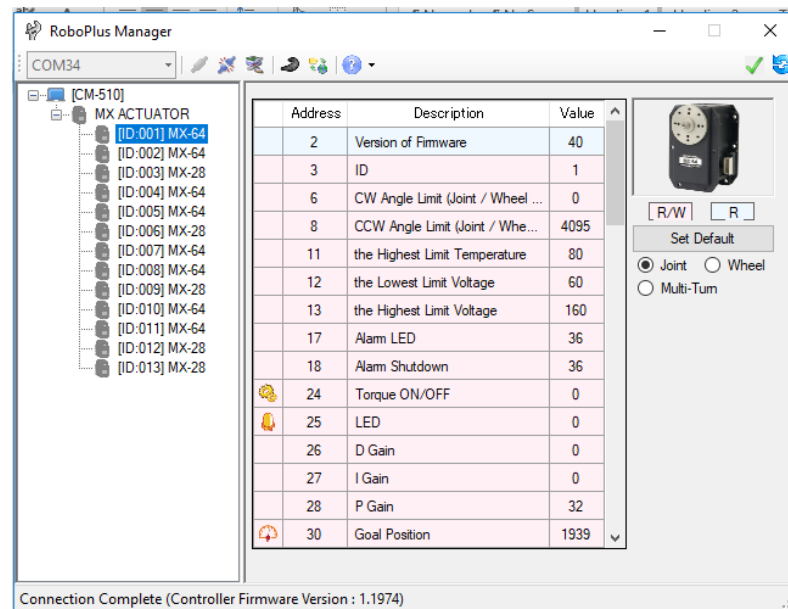 RoboPlus Manager
COM34
[CM-510]
MX ACTUATOR
[ID:001] MX-64
[ID:002] MX-64
[ID:003] MX-28
[ID:004] MX-64
[ID:005] MX-64
[ID:006] MX-28
[ID:007] MX-64
[ID:008] MX-64
[ID:009] MX-28
[ID:010] MX-64
[ID:011] MX-64
[ID:012] MX-28
[ID:013] MX-28
Address Description Value
2 Version of Firmware 40
3 ID 1
6 CW Angle Limit (Joint / Wheel ... 0
8 CCW Angle Limit (Joint / Whe... 4095
11 the Highest Limit Temperature 80
12 the Lowest Limit Voltage 60
13 the Highest Limit Voltage 160
17 Alarm LED 36
18 Alarm Shutdown 36
24 Torque ON/OFF 0
25 LED 0
26 D Gain 0
27 I Gain 0
28 P Gain 32
30 Goal Position 1939
R/W R
Set Default
Joint Wheel
Multi-Turn
Connection Complete (Controller Firmware Version : 1.1974)